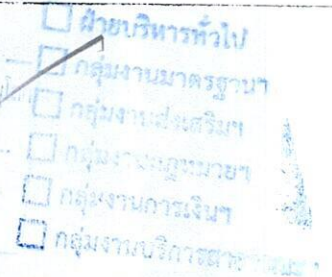 ☐ ฝ่ายบริหารทั่วไป
☐ กลุ่มงานมาตรฐานฯ
☐ กลุ่มงานส่งเสริมฯ
☐ กลุ่มงานกฎหมายฯ
☐ กลุ่มงานการเงินฯ
☐ กลุ่มงานบริการ